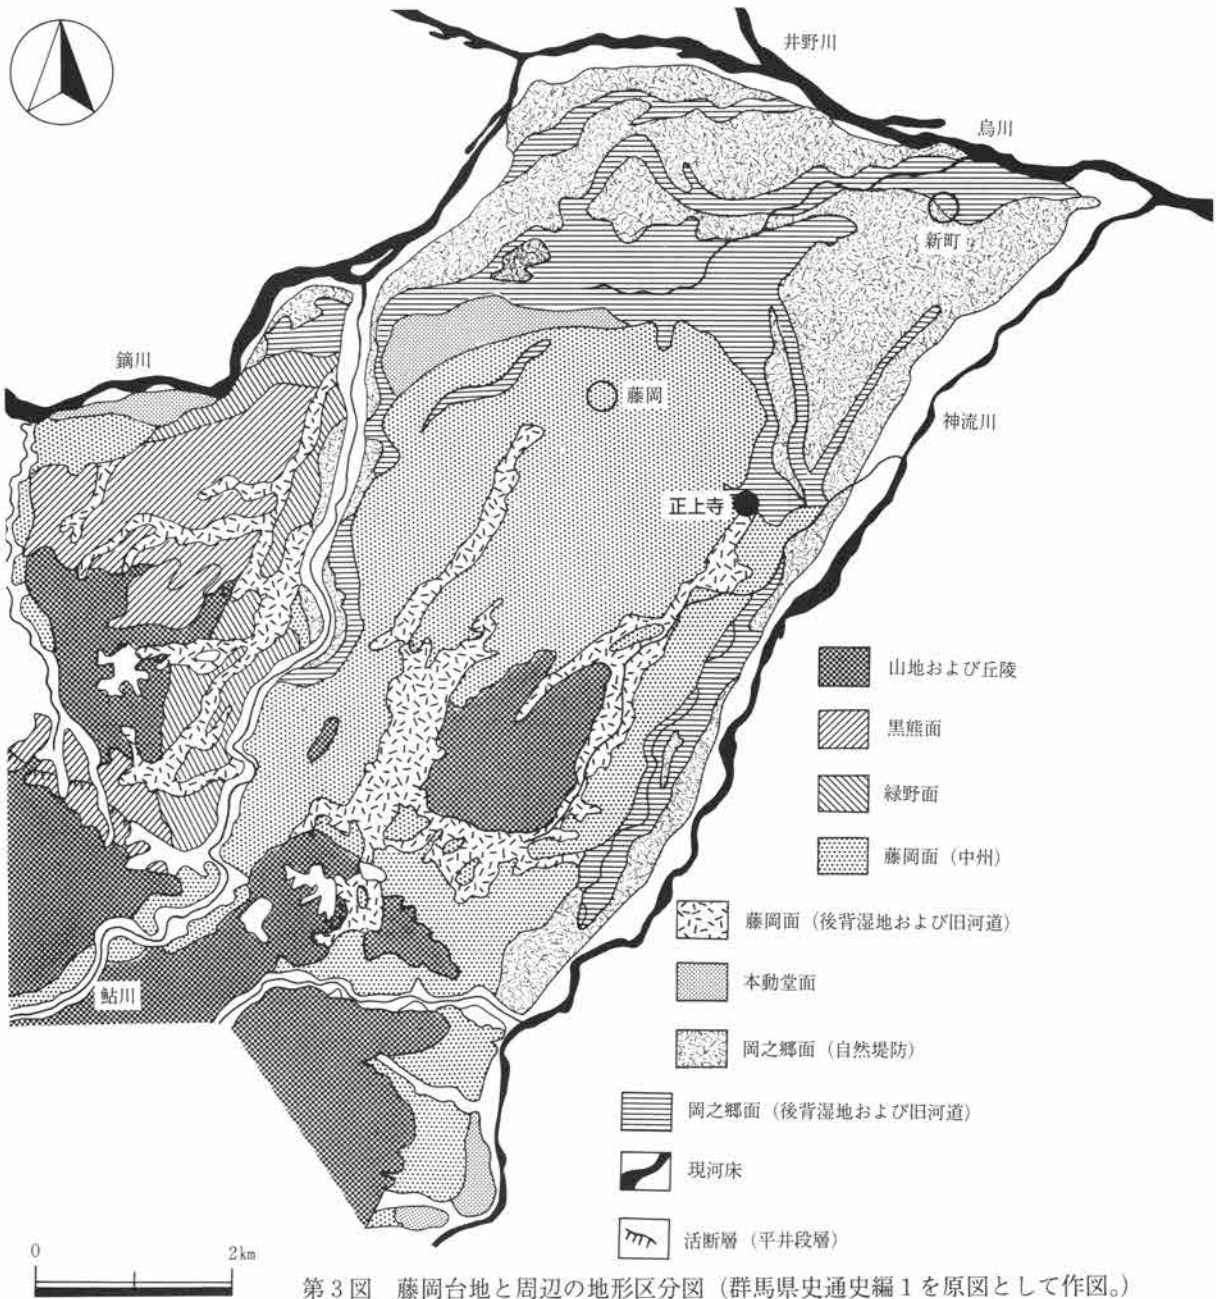 井野川
烏川
新町
鏑川
藤岡
神流川
正上寺
山地および丘陵
黒熊面
緑野面
藤岡面（中州）
藤岡面（後背湿地および旧河道）
本動堂面
鮎川
岡之郷面（自然堤防）
岡之郷面（後背湿地および旧河道）
現河床
活断層（平井段層）
0 2km
第3図 藤岡台地と周辺の地形区分図（群馬県史通史編1を原図として作図。）